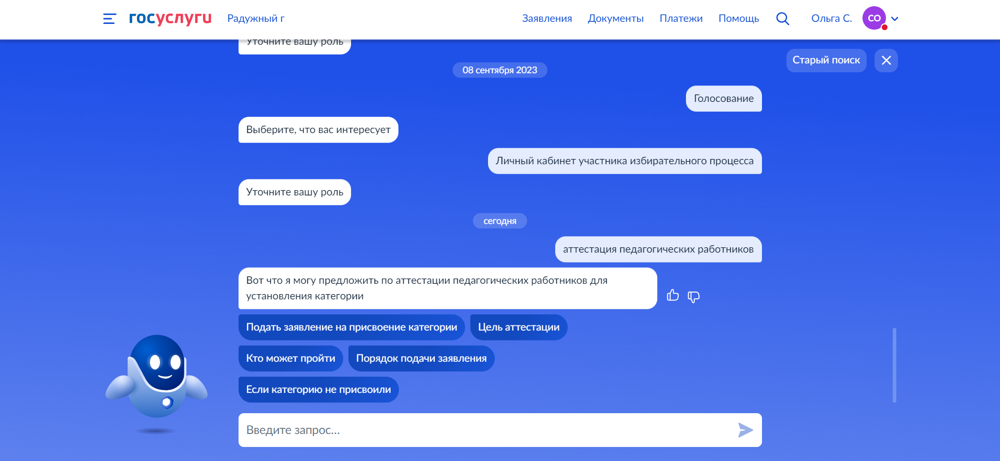 госуслуги
Радужный г
Заявления
Документы
Платежи
Помощь
Ольга С.
СО
Уточните вашу роль
Старый поиск
08 сентября 2023
Голосование
Выберите, что вас интересует
Личный кабинет участника избирательного процесса
Уточните вашу роль
сегодня
аттестация педагогических работников
Вот что я могу предложить по аттестации педагогических работников для
установления категории
Подать заявление на присвоение категории
Цель аттестации
Кто может пройти
Порядок подачи заявления
Если категорию не присвоили
Введите запрос...